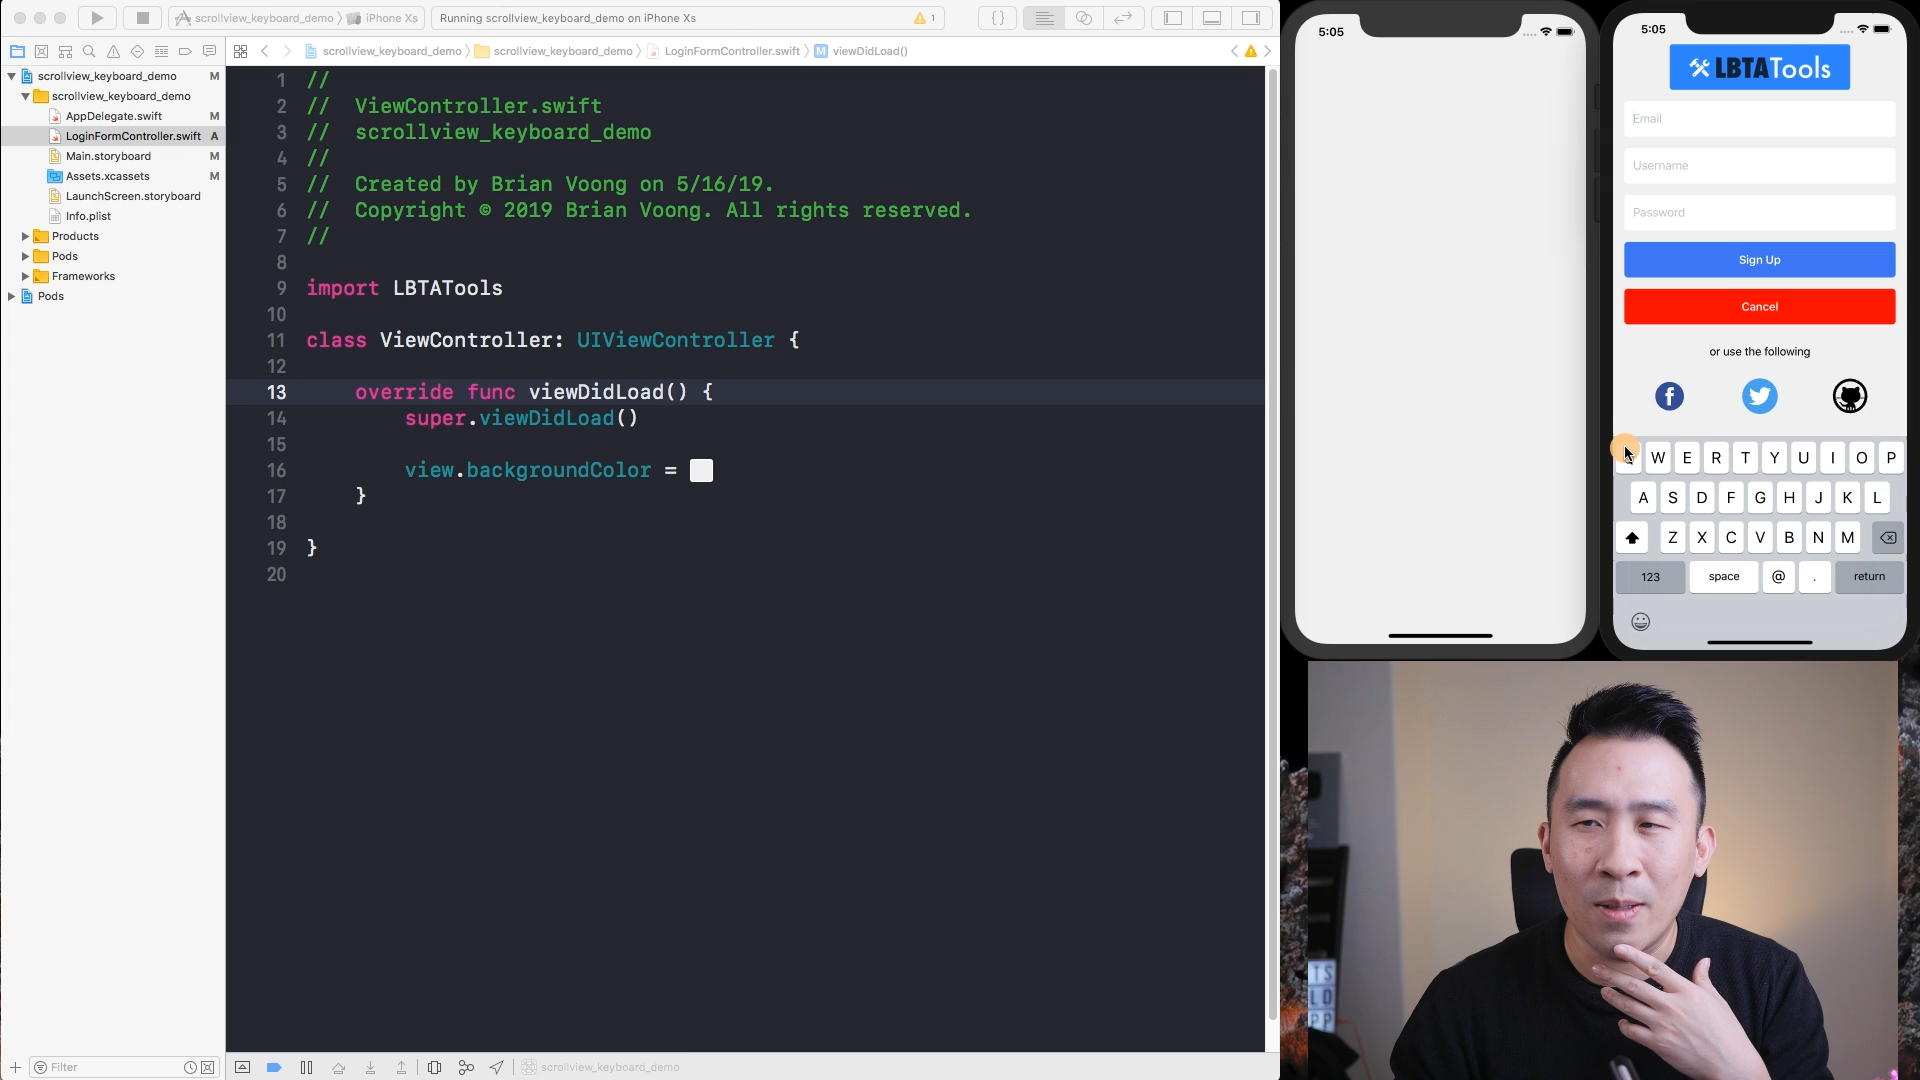 scrollview_keyboard_demo
iPhone Xs
Running scrollview_keyboard_demo on iPhone Xs
1
{}
scrollview_keyboard_demo
scrollview_keyboard_demo
LoginFormController.swift
M viewDidLoad()
scrollview_keyboard_demo M
scrollview_keyboard_demo
AppDelegate.swift M
LoginFormController.swift A
Main.storyboard M
Assets.xcassets M
LaunchScreen.storyboard
Info.plist
Products
Pods
Frameworks
Pods
Filter
1 //
2 //  ViewController.swift
3 //  scrollview_keyboard_demo
4 //
5 //  Created by Brian Voong on 5/16/19.
6 //  Copyright © 2019 Brian Voong. All rights reserved.
7 //
8
9 import LBTATools
10
11 class ViewController: UIViewController {
12
13     override func viewDidLoad() {
14         super.viewDidLoad()
15
16         view.backgroundColor =
17     }
18
19 }
20
scrollview_keyboard_demo
5:05
5:05
LBTATools
Email
Username
Password
Sign Up
Cancel
or use the following
f
W E R T Y U I O P
A S D F G H J K L
Z X C V B N M
123 space @ . return
TS
LD
PP